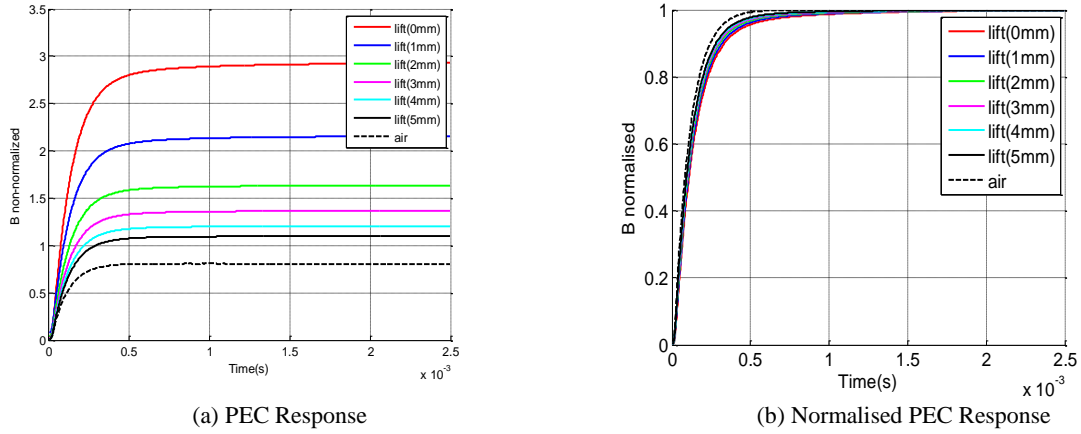 B non-normalized
3.5
3
2.5
2
1.5
1
0.5
0
0 0.5 1 1.5 2 2.5
x 10⁻³
Time(s)
lift(0mm)
lift(1mm)
lift(2mm)
lift(3mm)
lift(4mm)
lift(5mm)
air
(a) PEC Response
B normalised
1
0.8
0.6
0.4
0.2
0
0 0.5 1 1.5 2 2.5
x 10⁻³
Time(s)
lift(0mm)
lift(1mm)
lift(2mm)
lift(3mm)
lift(4mm)
lift(5mm)
air
(b) Normalised PEC Response